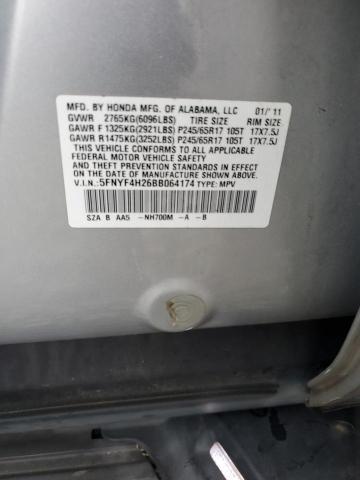 MFD. BY HONDA MFG. OF ALABAMA, LLC 01/'11
GVWR 2765KG(6096LBS) TIRE SIZE RIM SIZE
GAWR F 1325KG(2921LBS) P245/65R17 105T 17X7.5J
GAWR R 1475KG(3252LBS) P245/65R17 105T 17X7.5J
THIS VEHICLE CONFORMS TO ALL APPLICABLE
FEDERAL MOTOR VEHICLE SAFETY
AND THEFT PREVENTION STANDARDS IN EFFECT
ON THE DATE OF MANUFACTURE SHOWN ABOVE.
V.I.N.:5FNYF4H26BB064174 TYPE: MPV
SZA B AA5 -NH700M -A -B